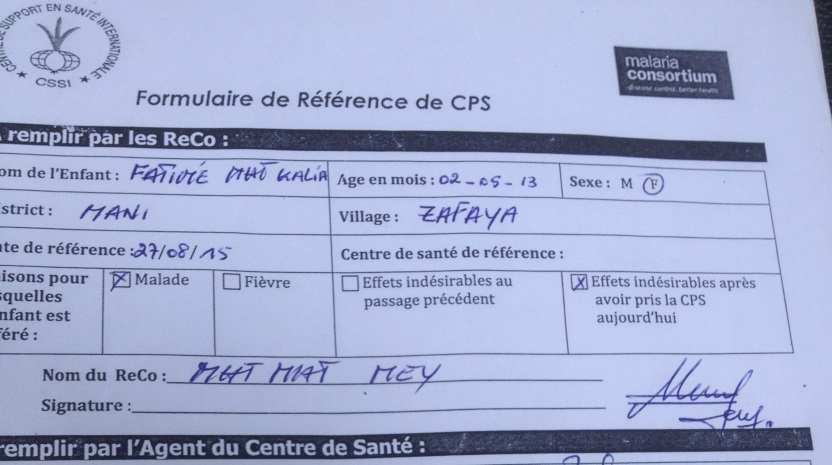 CENTRE DE SUPPORT EN SANTÉ INTERNATIONALE
CSSI
malaria
consortium
disease control, better health
Formulaire de Référence de CPS
remplir par les ReCo :
om de l'Enfant : FATIMÉ MHT KALIA Age en mois : 02-05-13 Sexe : M F
strict : MANI Village : ZAFAYA
te de référence : 27/08/15 Centre de santé de référence :
isons pour
squelles
nfant est
féré :
Malade
Fièvre
Effets indésirables au
passage précédent
Effets indésirables après
avoir pris la CPS
aujourd'hui
Nom du ReCo : MHT MHT MEY
Signature :
remplir par l'Agent du Centre de Santé :